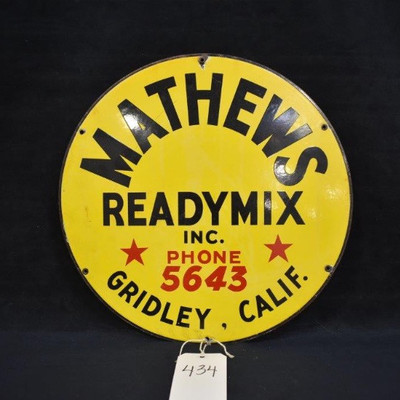 MATHEWS
READYMIX
INC.
PHONE
5643
GRIDLEY, CALIF.
434